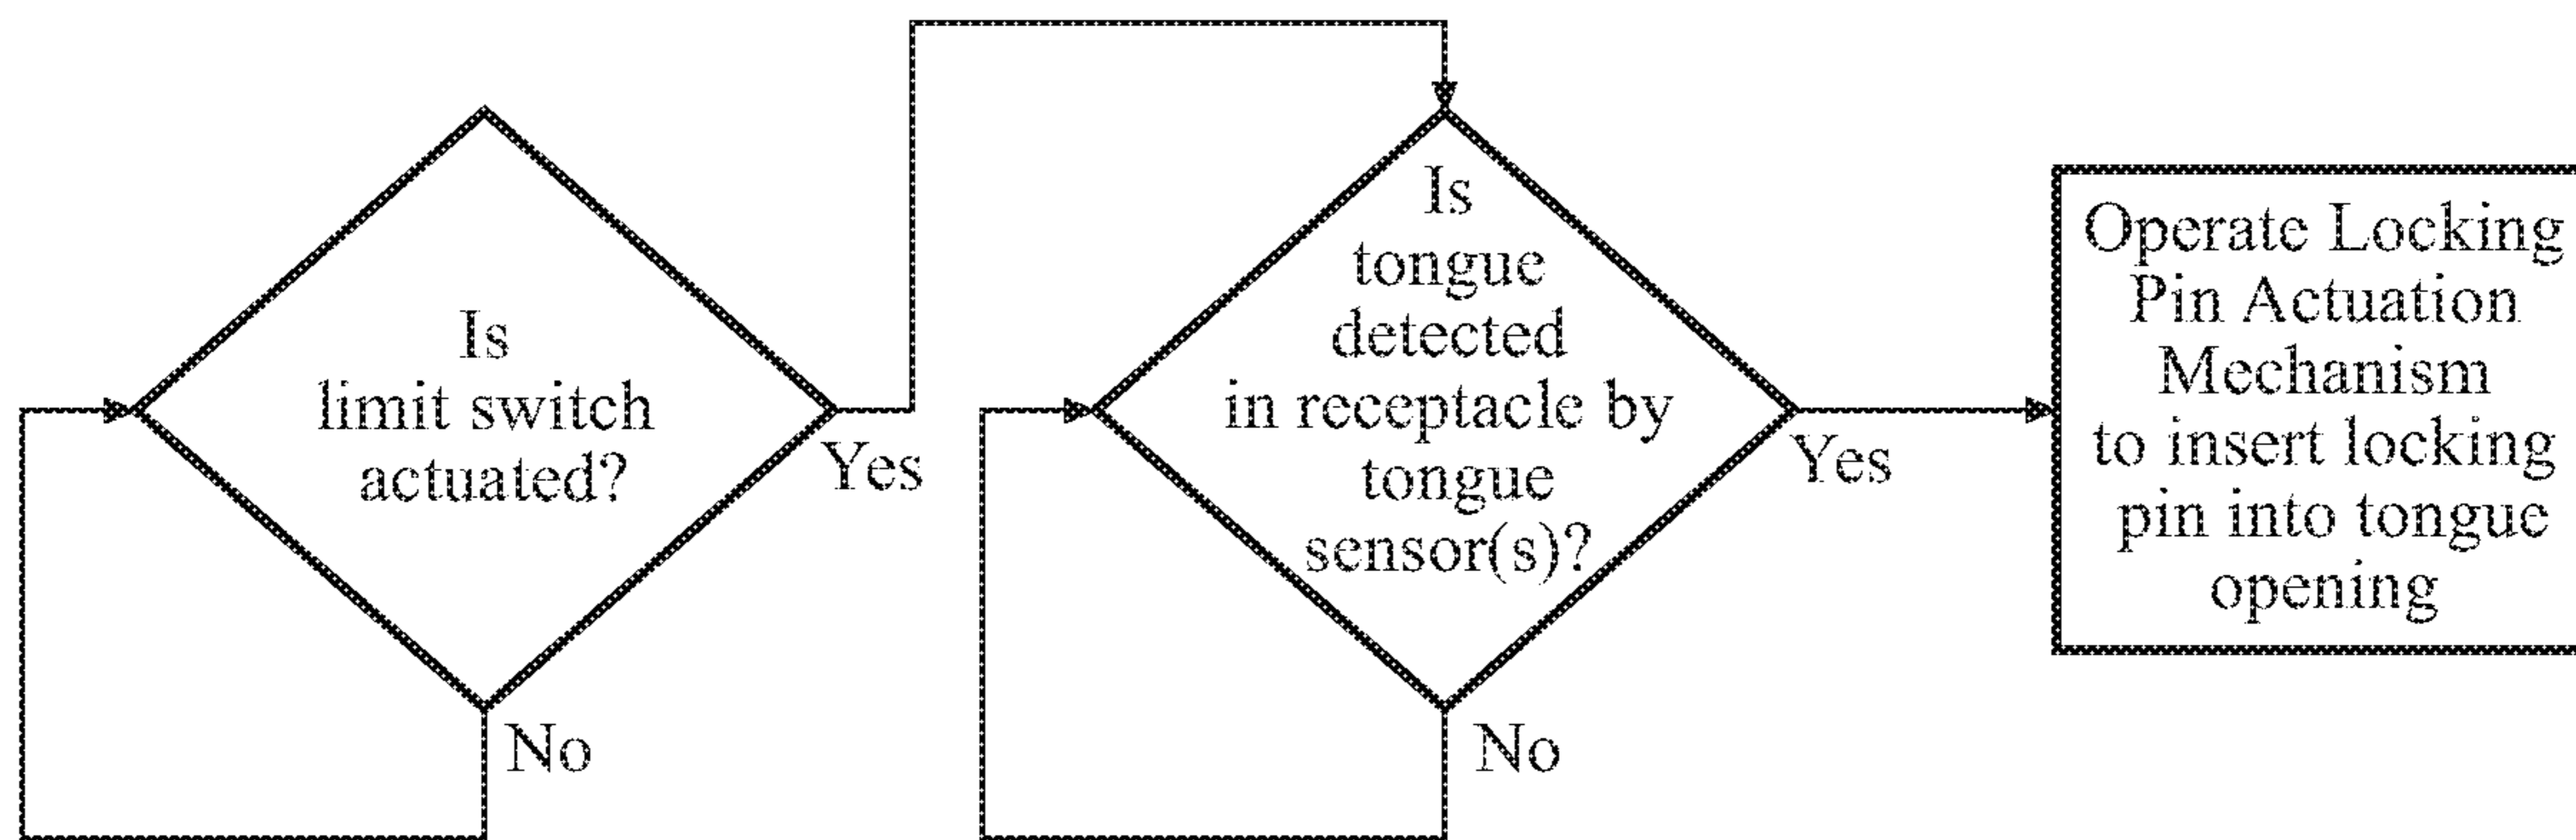 Is
limit switch
actuated?
Yes
No
Is
tongue
detected
in receptacle by
tongue
sensor(s)?
Yes
No
Operate Locking
Pin Actuation
Mechanism
to insert locking
pin into tongue
opening